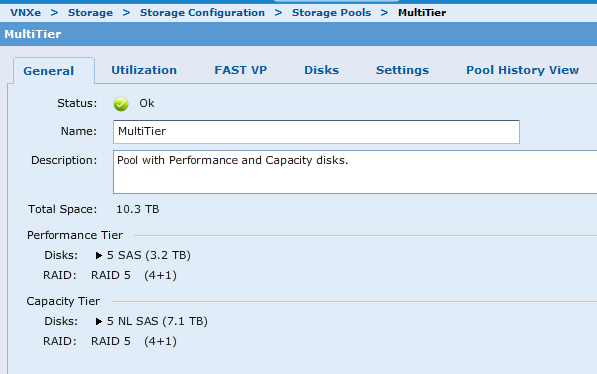 VNXe > Storage > Storage Configuration > Storage Pools > MultiTier
MultiTier
General Utilization FAST VP Disks Settings Pool History View
Status: Ok
Name: MultiTier
Description: Pool with Performance and Capacity disks.
Total Space: 10.3 TB
Performance Tier
Disks: 5 SAS (3.2 TB)
RAID: RAID 5 (4+1)
Capacity Tier
Disks: 5 NL SAS (7.1 TB)
RAID: RAID 5 (4+1)